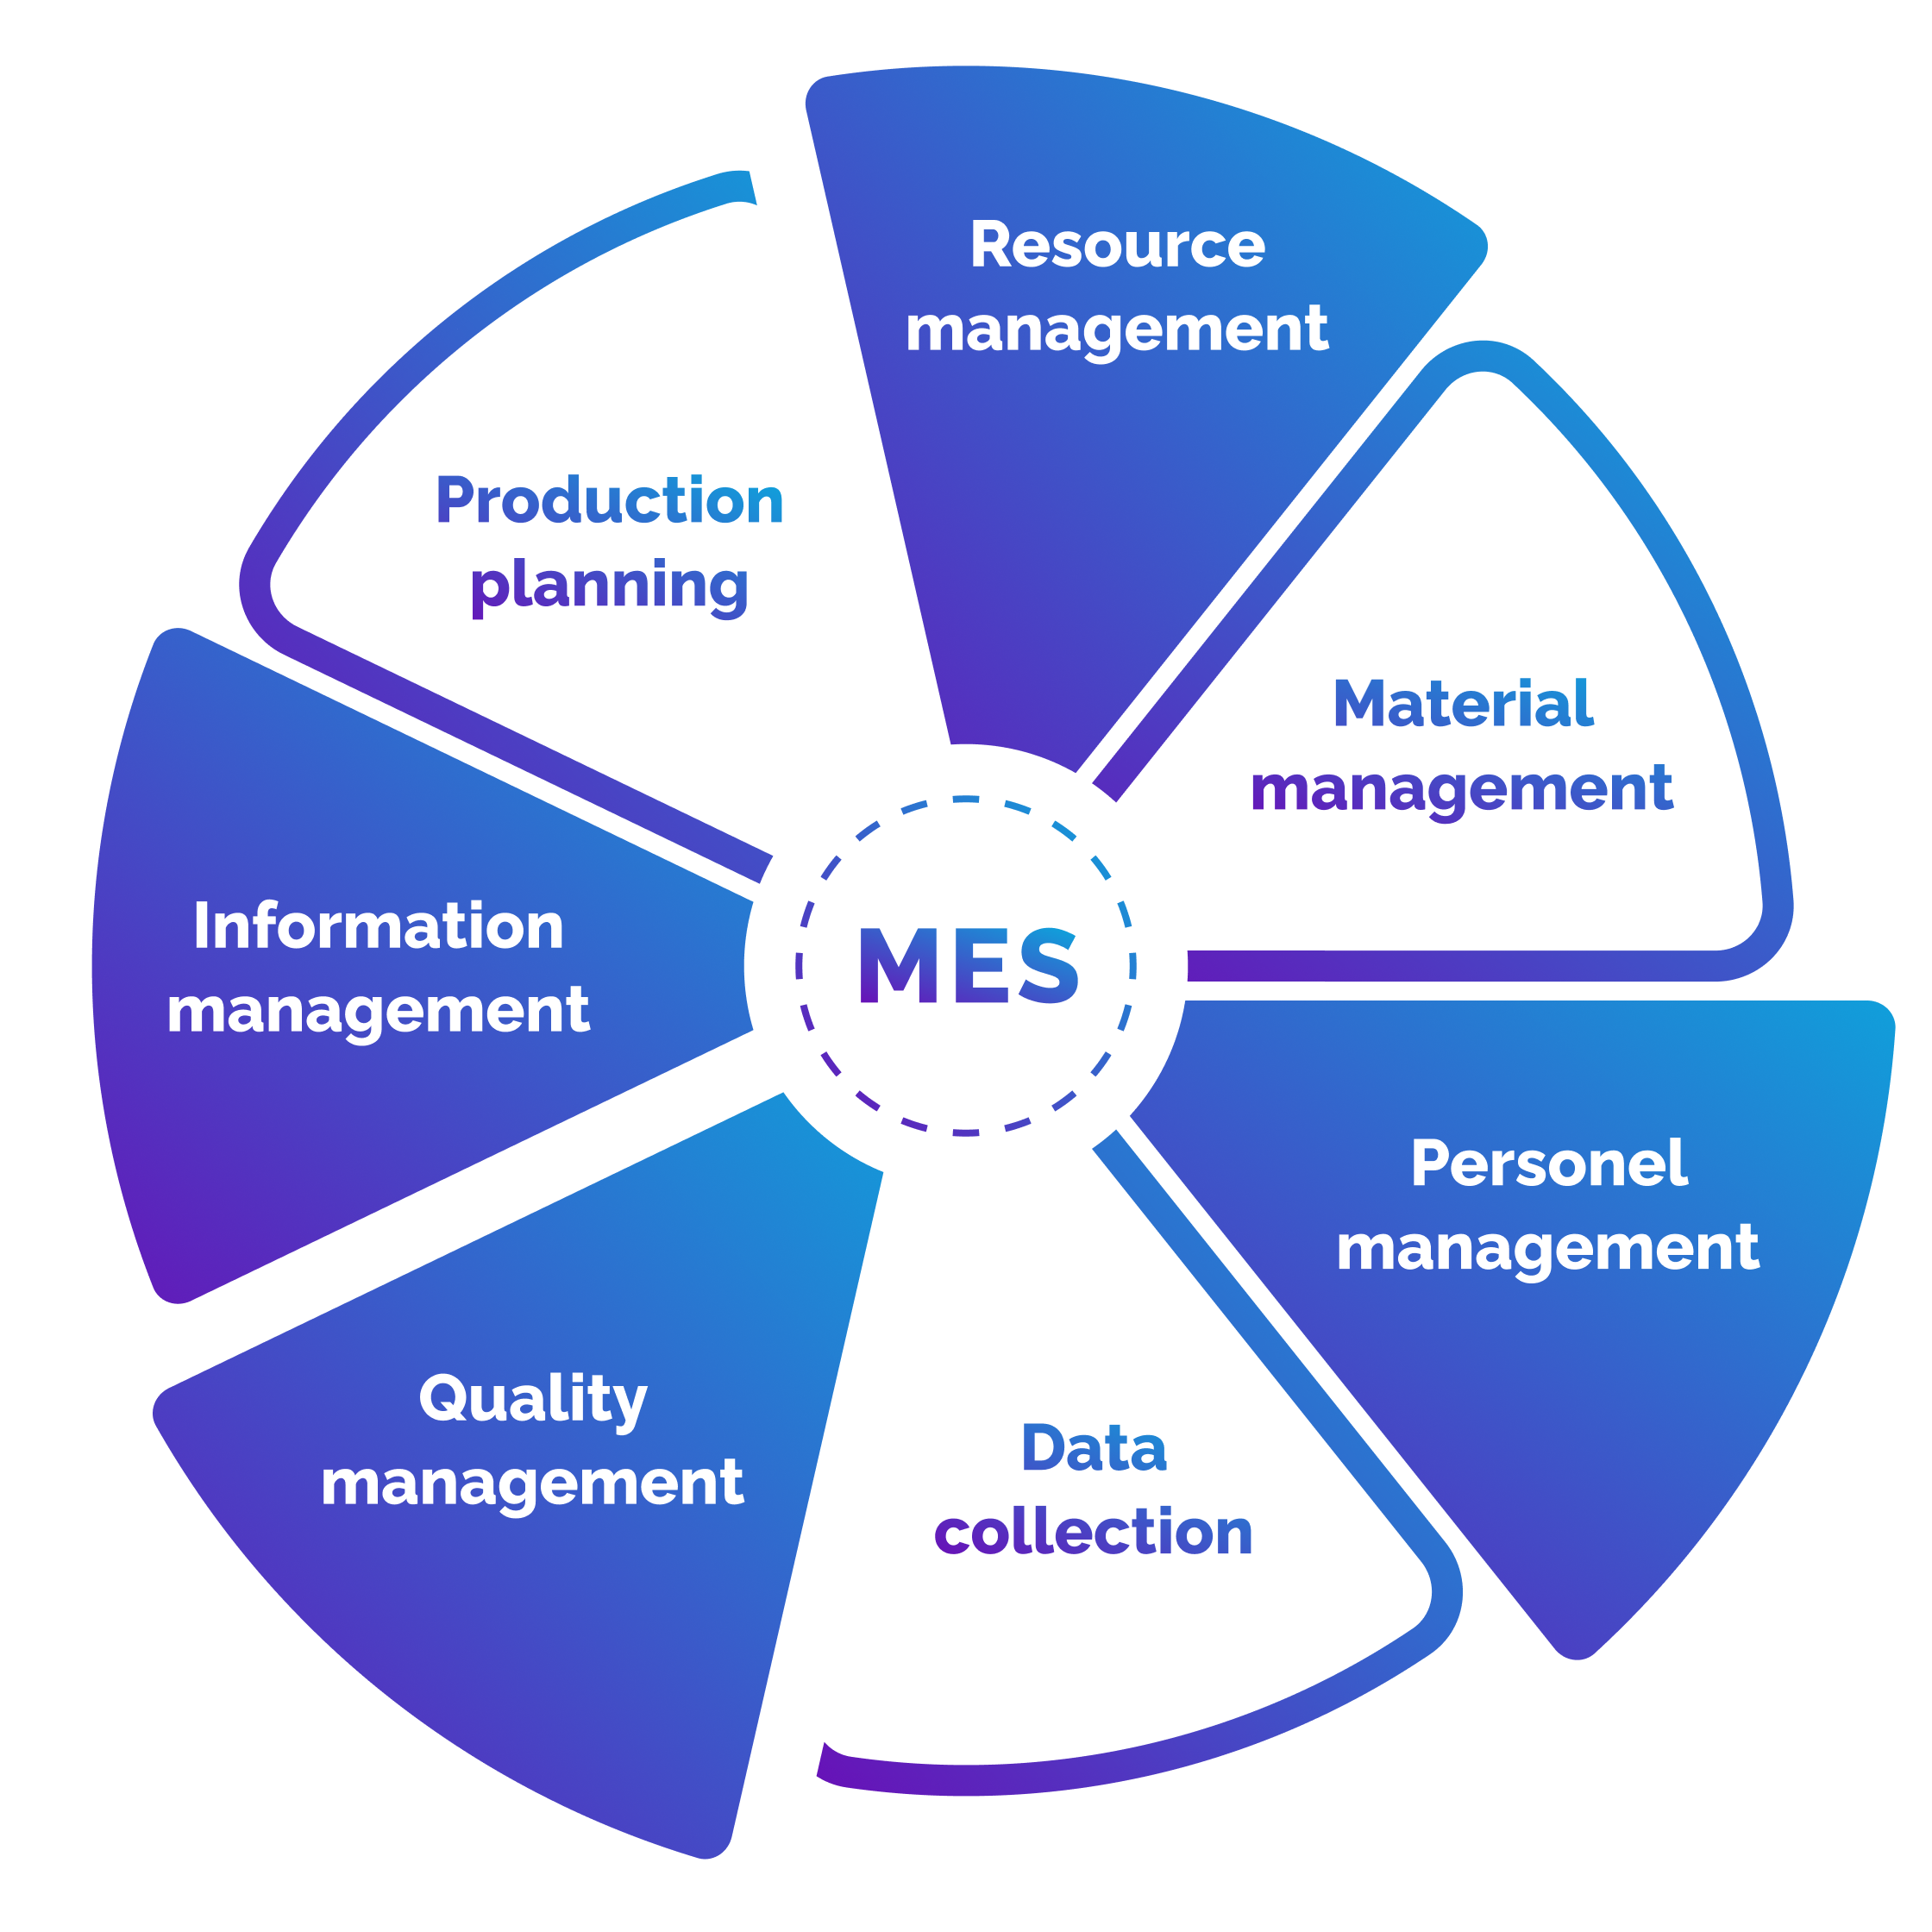 Resource
management
Production
planning
Material
management
Information
management
MES
Personel
management
Quality
management
Data
collection